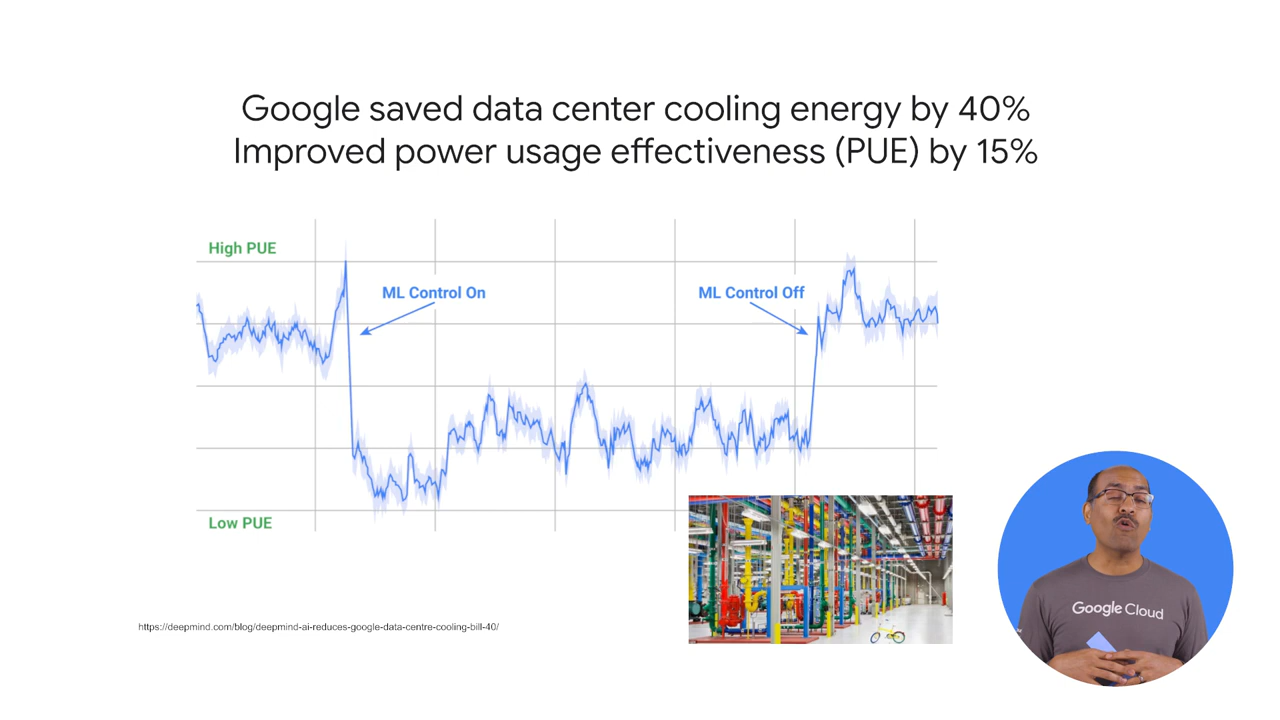 Google saved data center cooling energy by 40%
Improved power usage effectiveness (PUE) by 15%
High PUE
ML Control On
ML Control Off
Low PUE
https://deepmind.com/blog/deepmind-ai-reduces-google-data-centre-cooling-bill-40/
Google Cloud